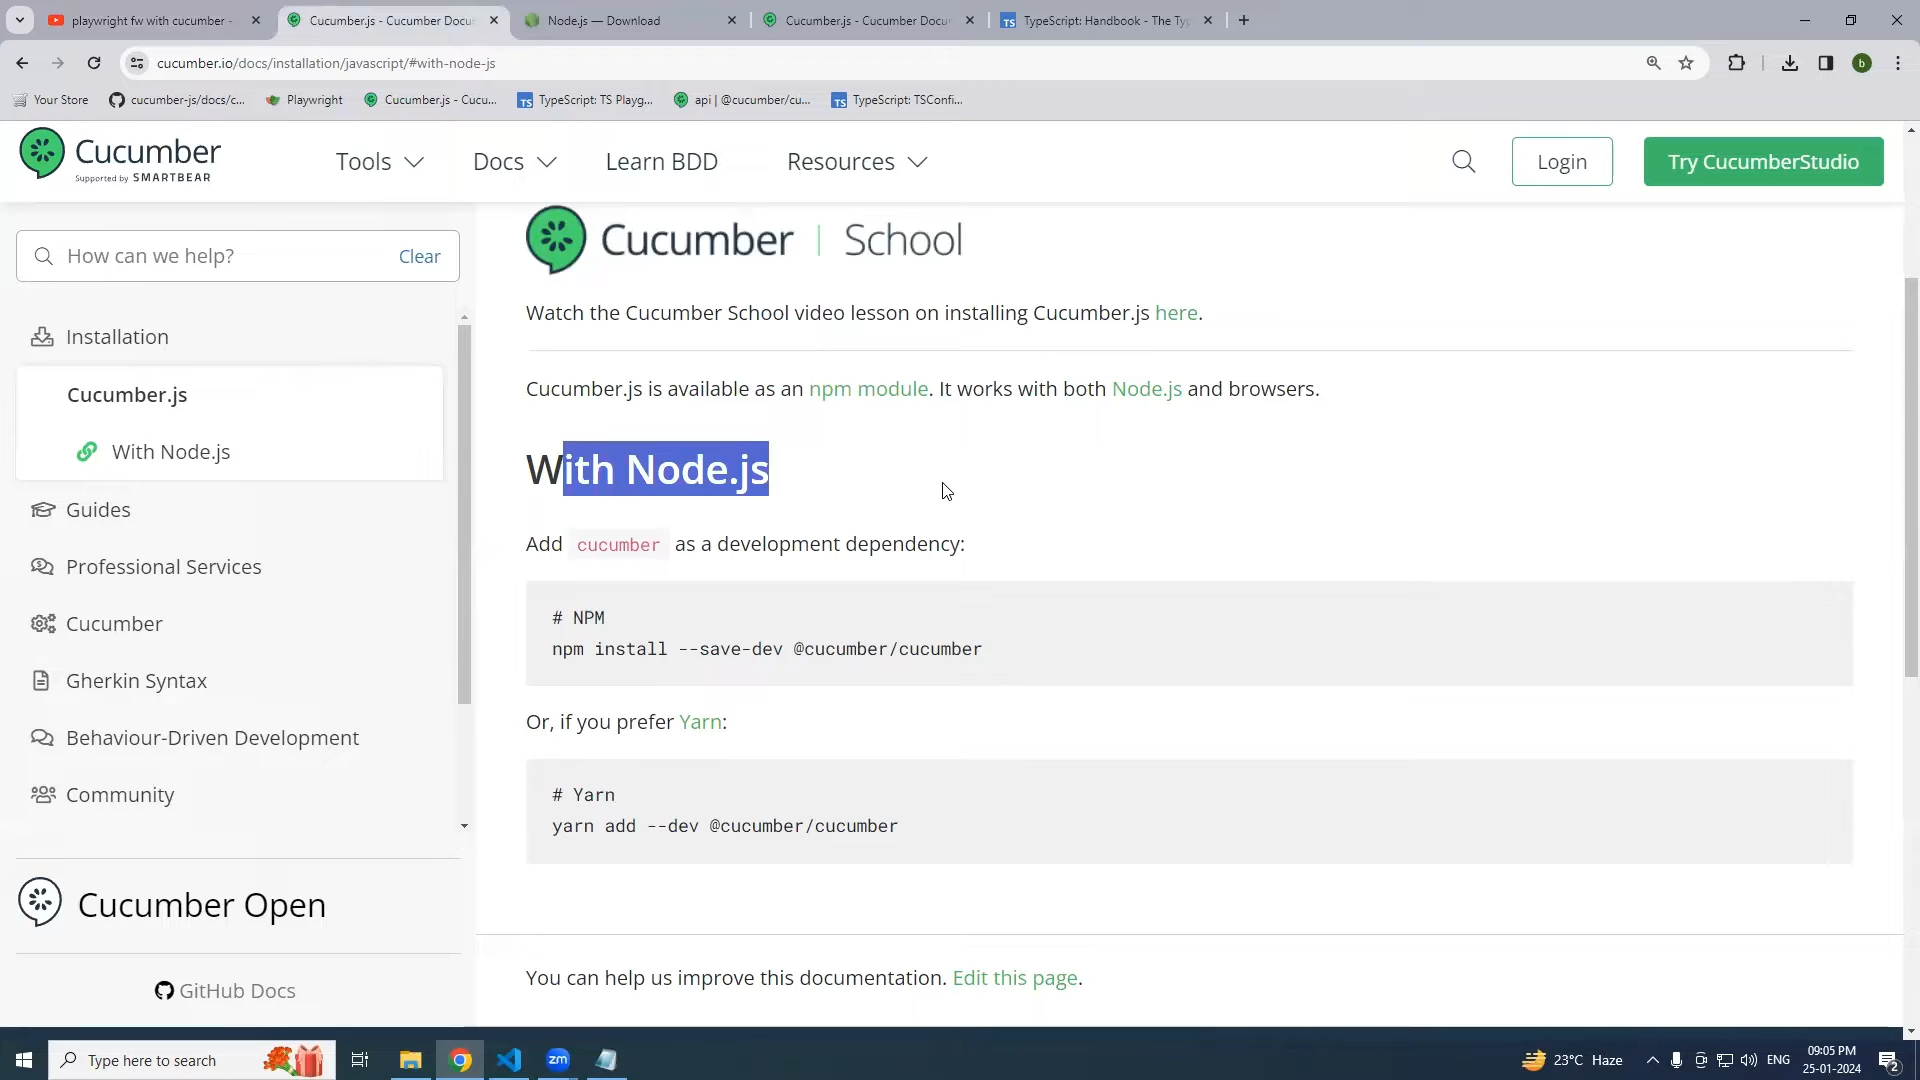 playwright fw with cucumber -
Cucumber.js - Cucumber Docu
Node.js — Download
Cucumber.js - Cucumber Docu
TypeScript: Handbook - The Ty
cucumber.io/docs/installation/javascript/#with-node-js
b
Your Store
cucumber-js/docs/c...
Playwright
Cucumber.js - Cucu...
TS
TypeScript: TS Playg...
api | @cucumber/cu...
TS
TypeScript: TSConfi...
Cucumber
Supported by SMARTBEAR
Tools
Docs
Learn BDD
Resources
Login
Try CucumberStudio
How can we help?
Clear
Installation
Cucumber.js
With Node.js
Guides
Professional Services
Cucumber
Gherkin Syntax
Behaviour-Driven Development
Community
Cucumber Open
GitHub Docs
Cucumber | School
Watch the Cucumber School video lesson on installing Cucumber.js here.
Cucumber.js is available as an npm module. It works with both Node.js and browsers.
With Node.js
Add cucumber as a development dependency:
# NPM
npm install --save-dev @cucumber/cucumber
Or, if you prefer Yarn:
# Yarn
yarn add --dev @cucumber/cucumber
You can help us improve this documentation. Edit this page.
Type here to search
zm
23°C Haze
ENG
09:05 PM
25-01-2024
2